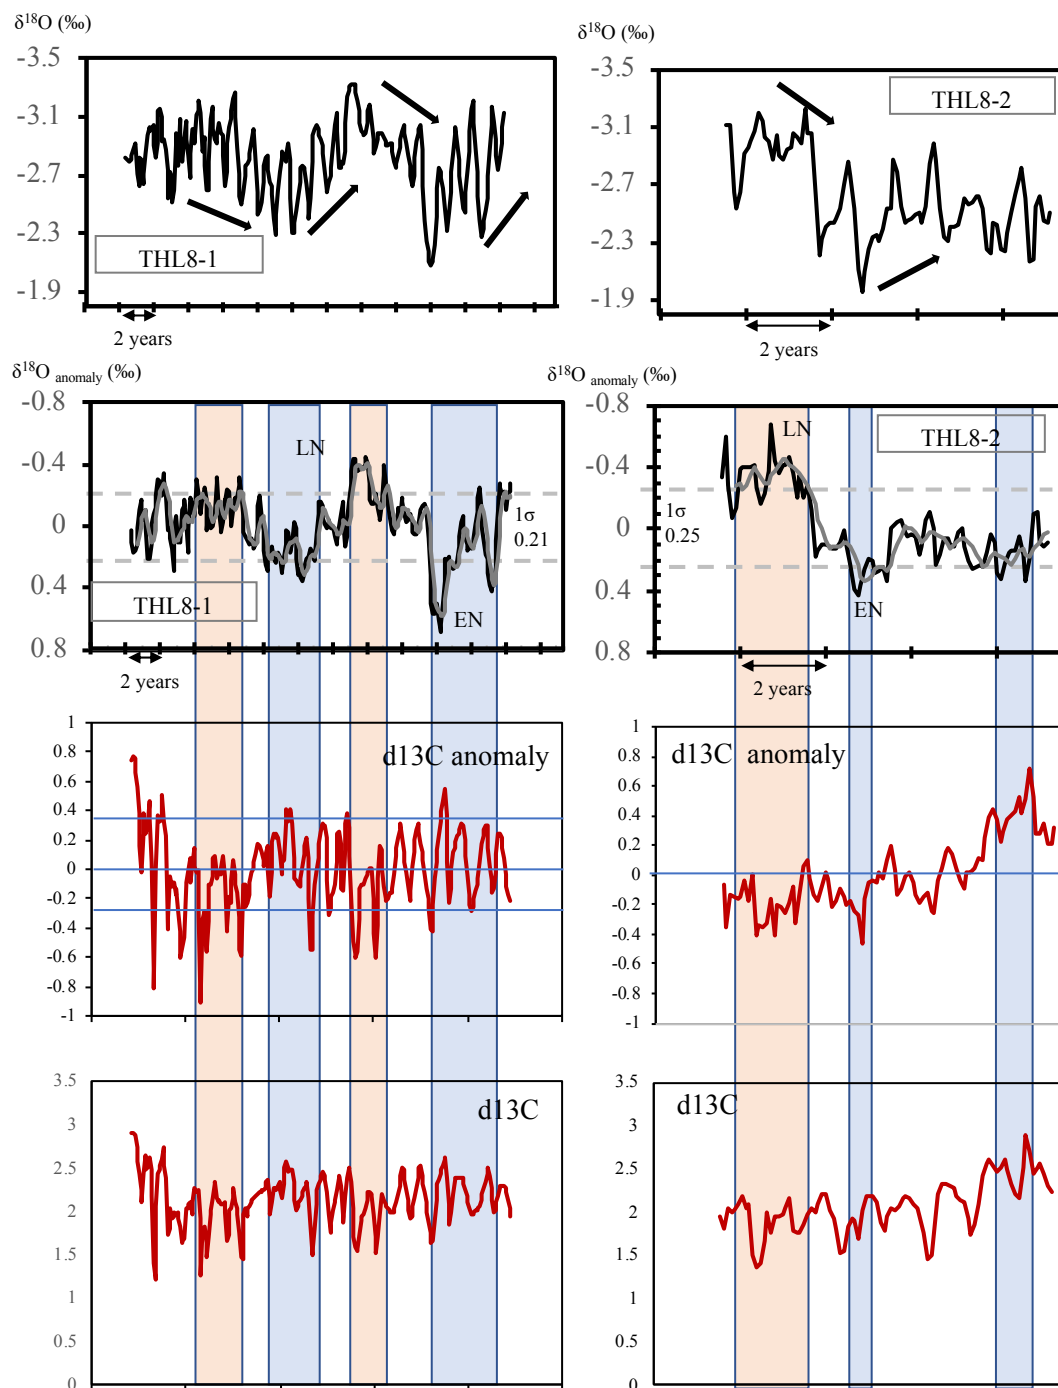 δ18O (‰)
-3.5
-3.1
-2.7
-2.3
-1.9
THL8-1
2 years
δ18O (‰)
-3.5
-3.1
-2.7
-2.3
-1.9
THL8-2
2 years
δ18O anomaly (‰)
-0.8
-0.4
0
0.4
0.8
LN
1σ
0.21
THL8-1
EN
2 years
δ18O anomaly (‰)
-0.8
-0.4
0
0.4
0.8
LN
THL8-2
1σ
0.25
EN
2 years
d13C anomaly
1
0.8
0.6
0.4
0.2
0
-0.2
-0.4
-0.6
-0.8
-1
d13C anomaly
1
0.8
0.6
0.4
0.2
0
-0.2
-0.4
-0.6
-0.8
-1
d13C
3.5
3
2.5
2
1.5
1
0.5
0
d13C
3.5
3
2.5
2
1.5
1
0.5
0